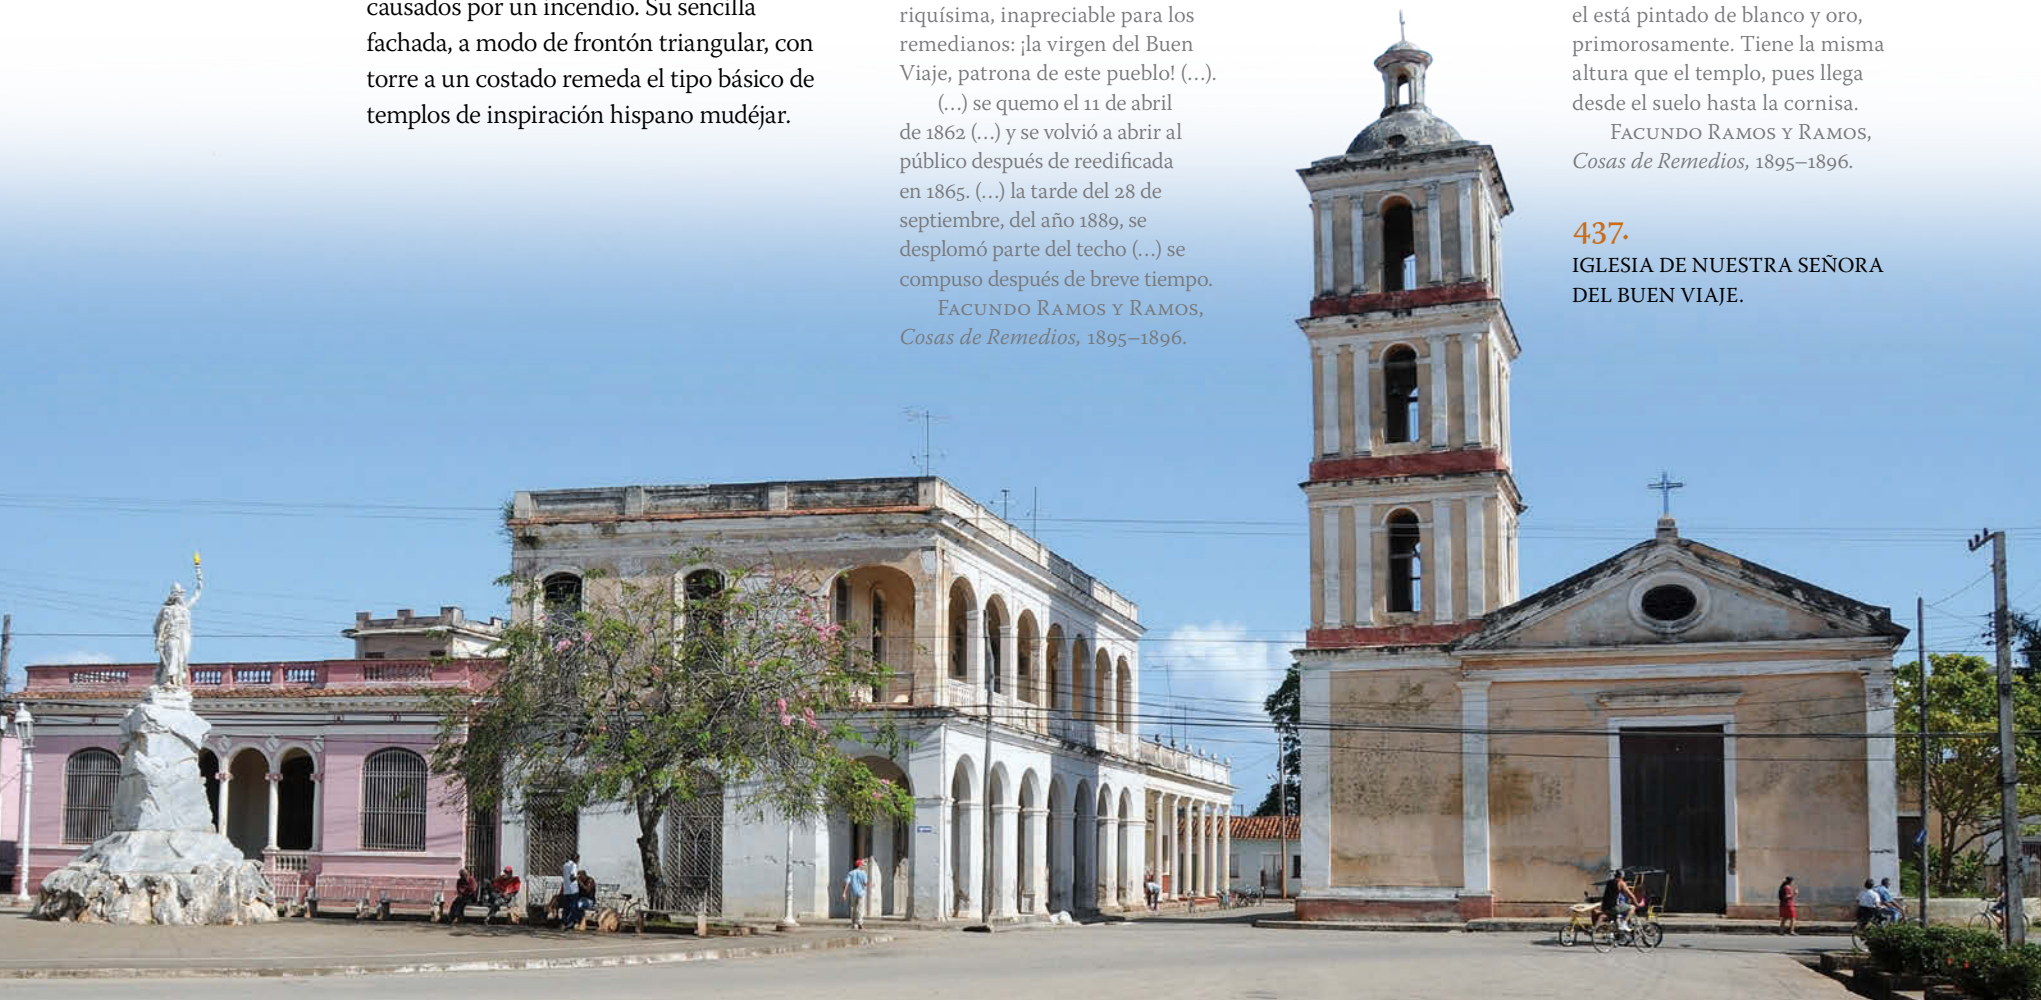 causados por un incendio. Su sencilla
fachada, a modo de frontón triangular, con
torre a un costado remeda el tipo básico de
templos de inspiración hispano mudéjar.
riquísima, inapreciable para los
remedianos: ¡la virgen del Buen
Viaje, patrona de este pueblo! (…).
(…) se quemo el 11 de abril
de 1862 (…) y se volvió a abrir al
público después de reedificada
en 1865. (…) la tarde del 28 de
septiembre, del año 1889, se
desplomó parte del techo (…) se
compuso después de breve tiempo.
Facundo Ramos y Ramos,
Cosas de Remedios, 1895–1896.
el está pintado de blanco y oro,
primorosamente. Tiene la misma
altura que el templo, pues llega
desde el suelo hasta la cornisa.
Facundo Ramos y Ramos,
Cosas de Remedios, 1895–1896.
437.
IGLESIA DE NUESTRA SEÑORA
DEL BUEN VIAJE.